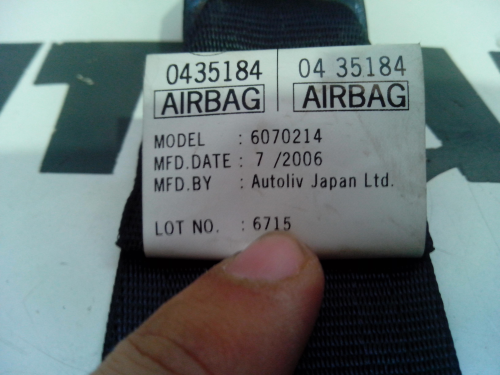 0435184 04 35184
AIRBAG AIRBAG
MODEL : 6070214
MFD.DATE : 7 /2006
MFD.BY : Autoliv Japan Ltd.
LOT NO. : 6715